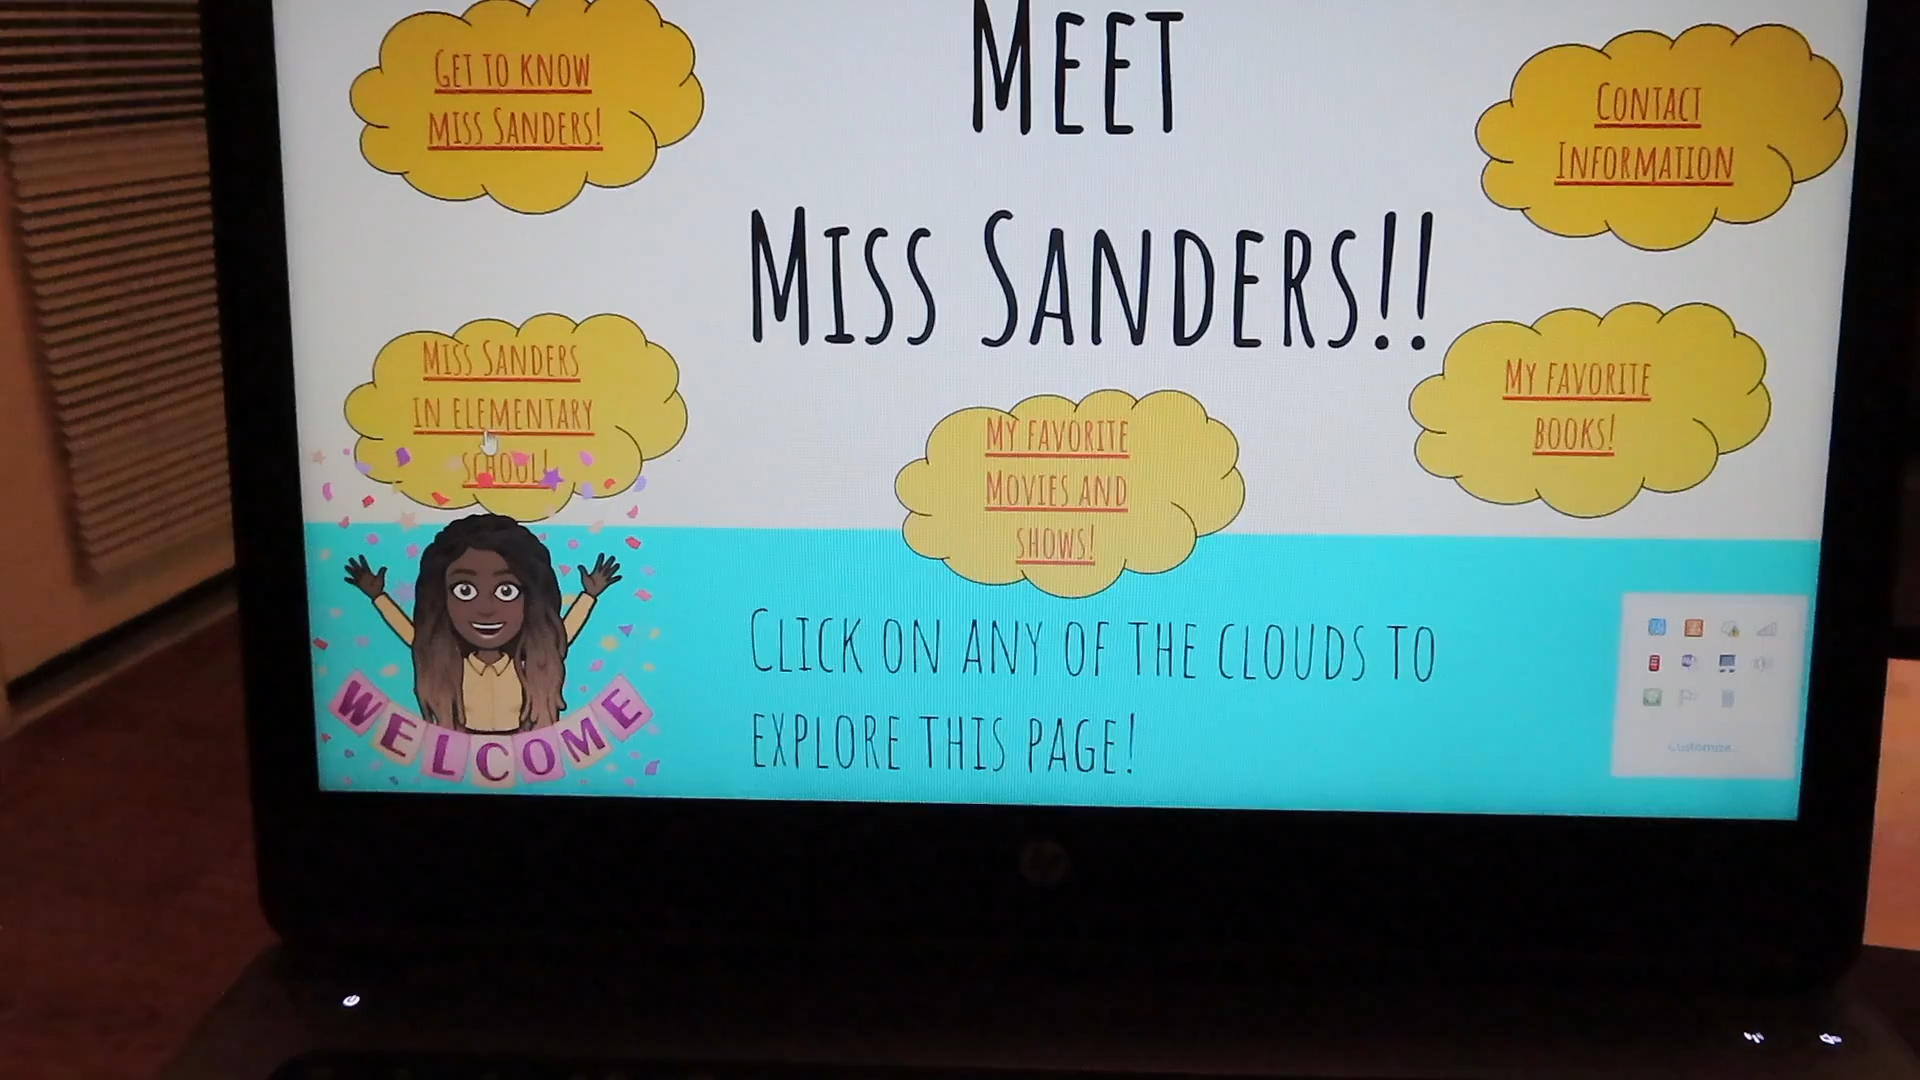 Meet
Miss Sanders!!
Get to know
miss Sanders!
Contact
Information
Miss Sanders
in elementary
school!
My favorite
Movies and
shows!
My favorite
books!
Click on any of the clouds to
explore this page!
WELCOME
Customize...